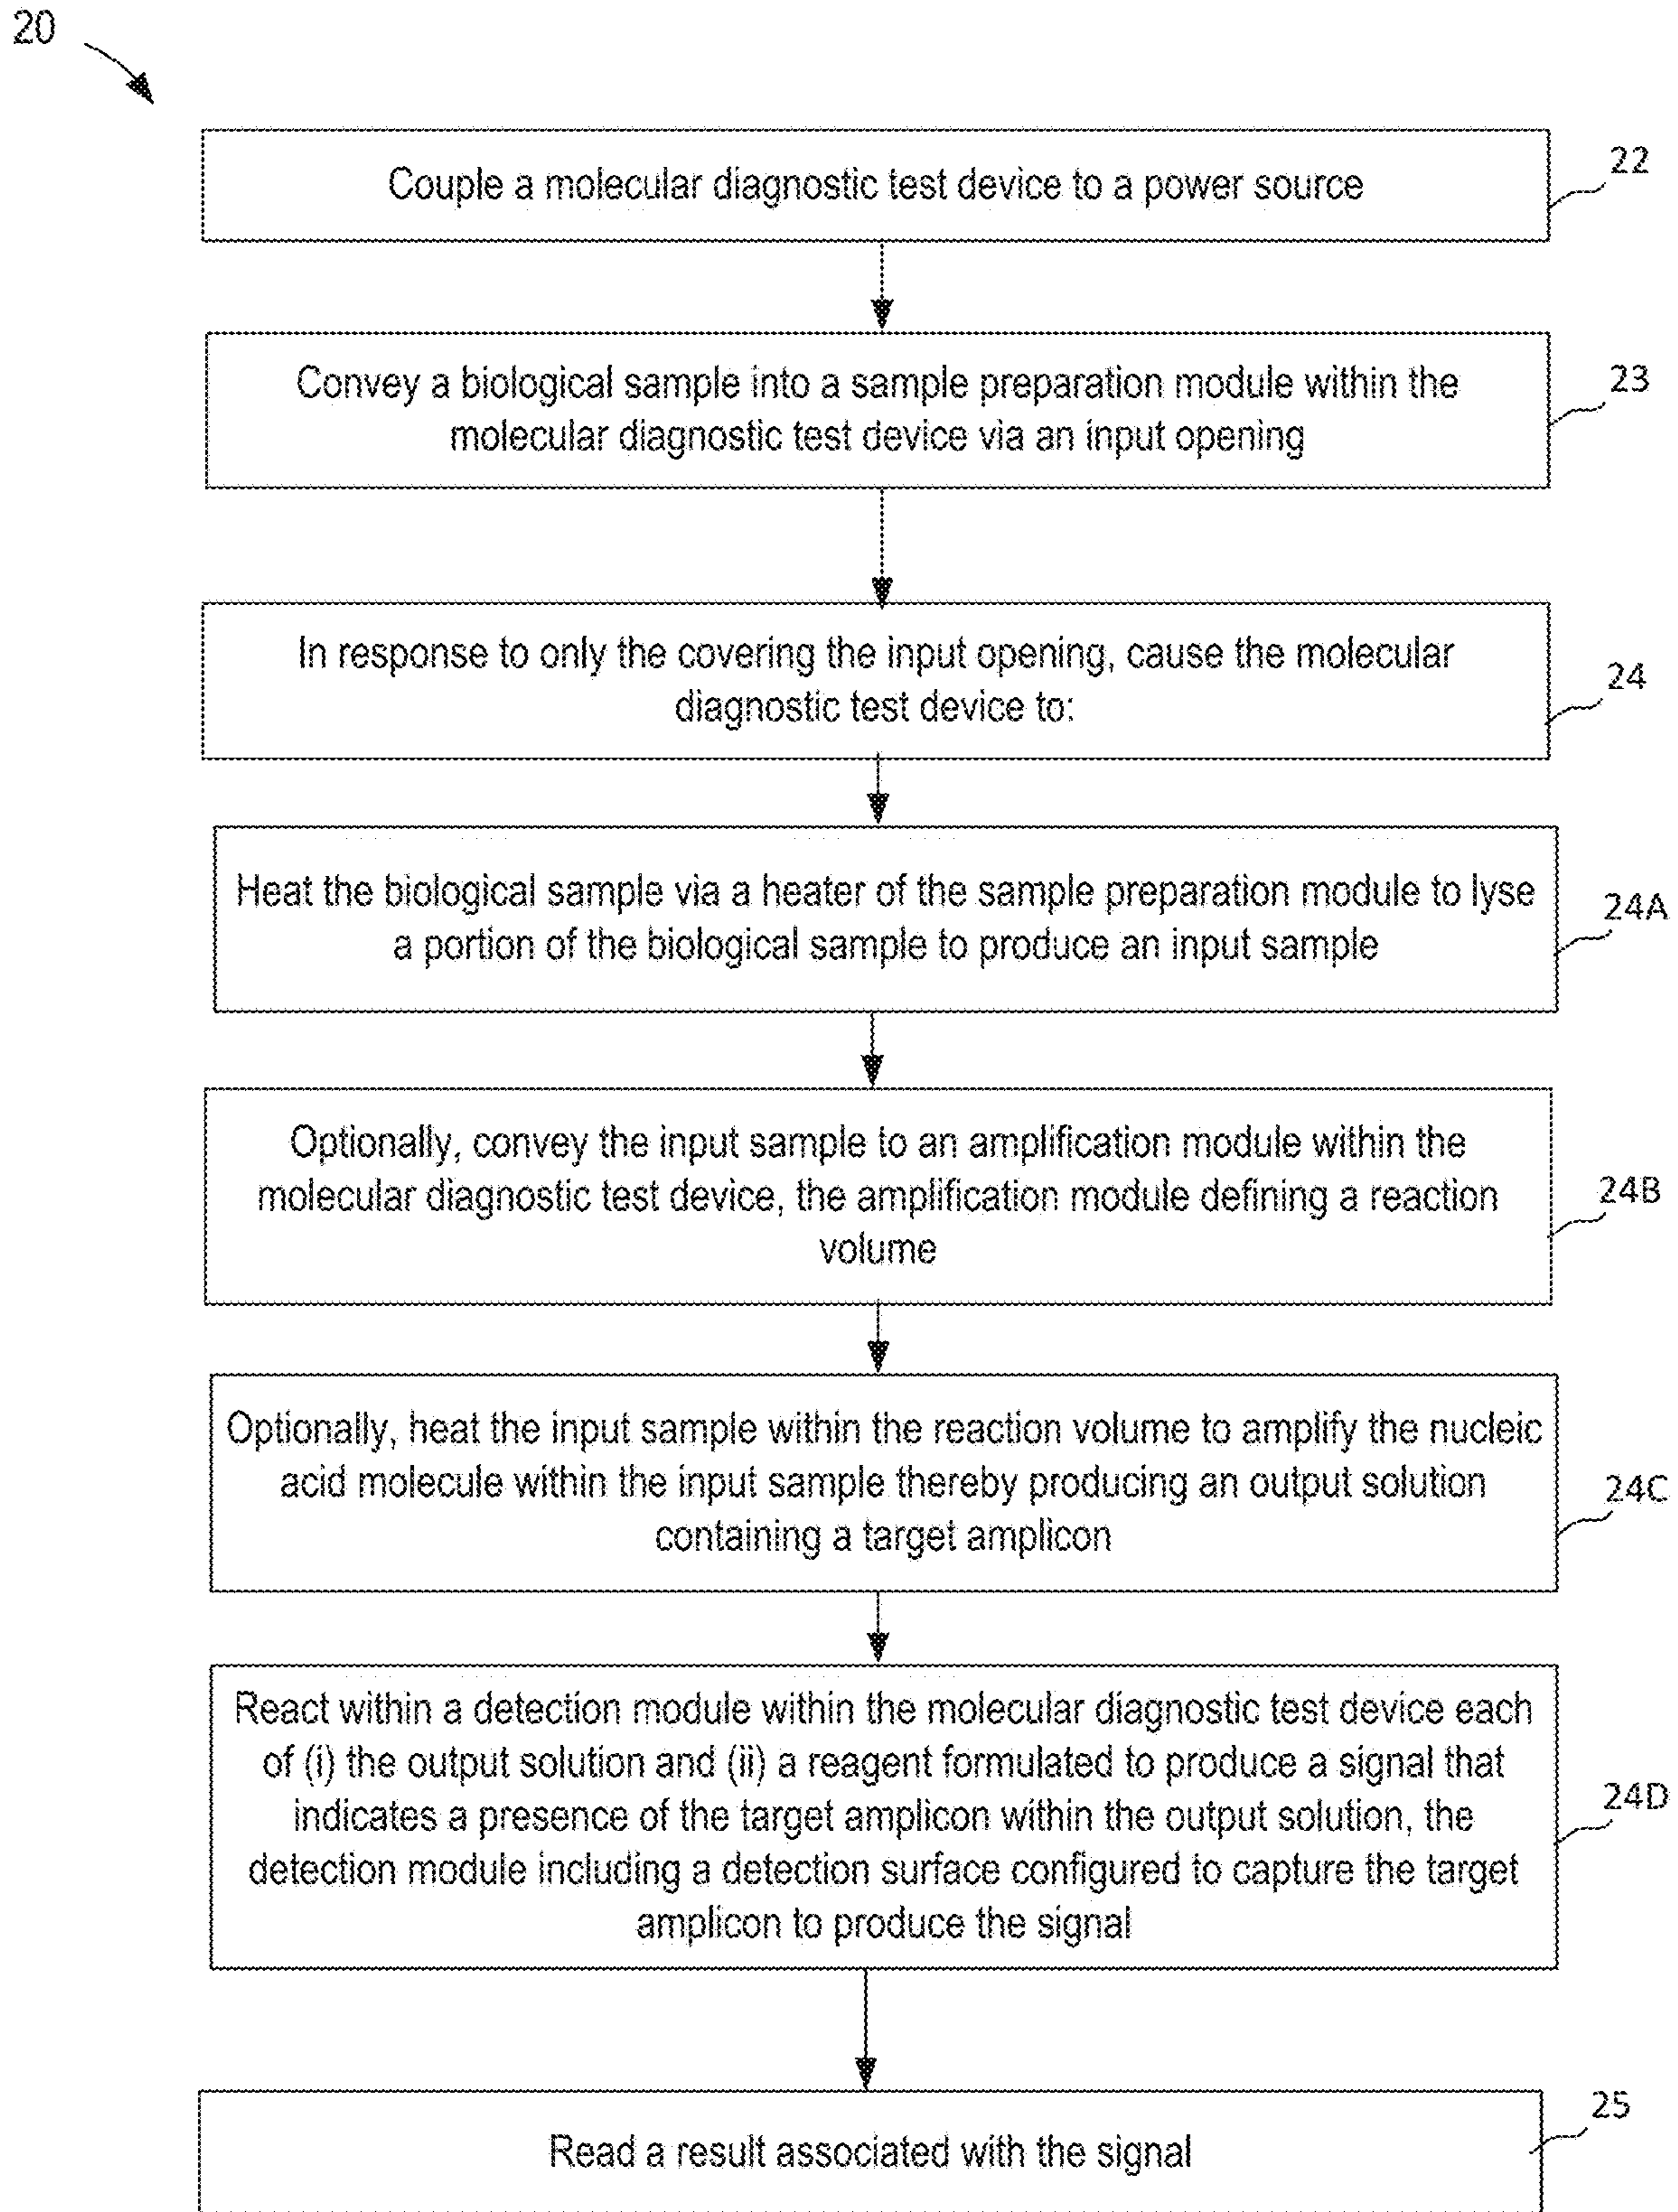 20
Couple a molecular diagnostic test device to a power source
22
Convey a biological sample into a sample preparation module within the
molecular diagnostic test device via an input opening
23
In response to only the covering the input opening, cause the molecular
diagnostic test device to:
24
Heat the biological sample via a heater of the sample preparation module to lyse
a portion of the biological sample to produce an input sample
24A
Optionally, convey the input sample to an amplification module within the
molecular diagnostic test device, the amplification module defining a reaction
volume
24B
Optionally, heat the input sample within the reaction volume to amplify the nucleic
acid molecule within the input sample thereby producing an output solution
containing a target amplicon
24C
React within a detection module within the molecular diagnostic test device each
of (i) the output solution and (ii) a reagent formulated to produce a signal that
indicates a presence of the target amplicon within the output solution, the
detection module including a detection surface configured to capture the target
amplicon to produce the signal
24D
Read a result associated with the signal
25